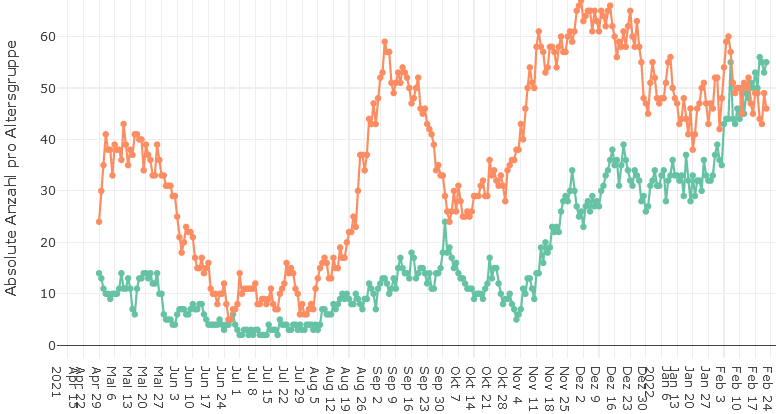 Absolute Anzahl pro Altersgruppe
60
50
40
30
20
10
0
2021
Apr 15
Apr 22
Apr 29
Mai 6
Mai 13
Mai 20
Mai 27
Jun 3
Jun 10
Jun 17
Jun 24
Jul 1
Jul 8
Jul 15
Jul 22
Jul 29
Aug 5
Aug 12
Aug 19
Aug 26
Sep 2
Sep 9
Sep 16
Sep 23
Sep 30
Okt 7
Okt 14
Okt 21
Okt 28
Nov 4
Nov 11
Nov 18
Nov 25
Dez 2
Dez 9
Dez 16
Dez 23
Dez 30
2022
Jan 6
Jan 13
Jan 20
Jan 27
Feb 3
Feb 10
Feb 17
Feb 24